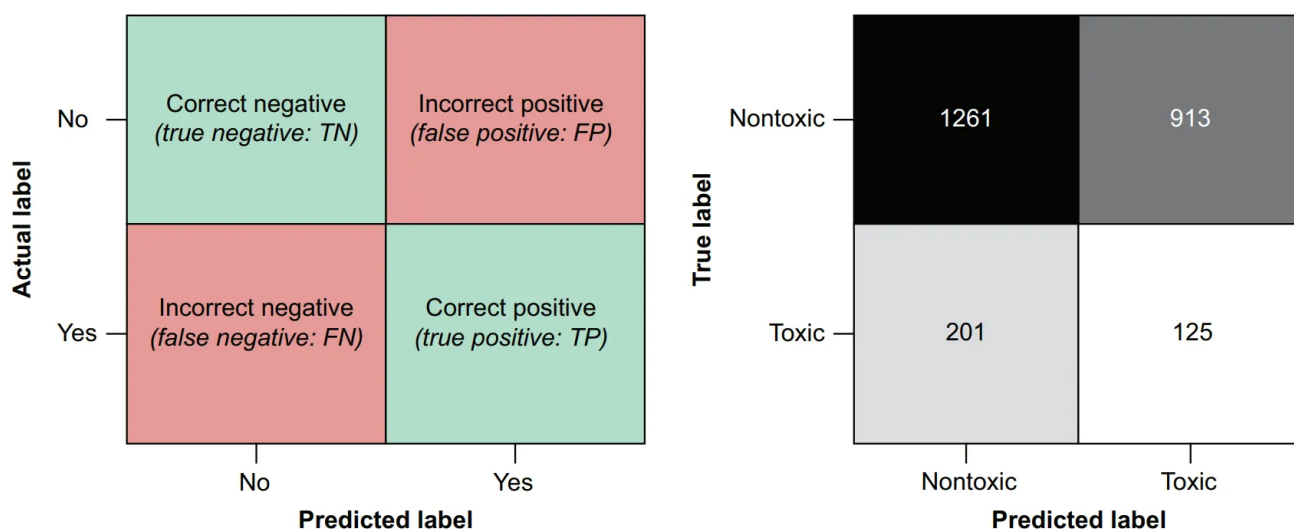 Actual label
No
Correct negative
(true negative: TN)
Incorrect positive
(false positive: FP)
Yes
Incorrect negative
(false negative: FN)
Correct positive
(true positive: TP)
No
Yes
Predicted label
True label
Nontoxic
1261
913
Toxic
201
125
Nontoxic
Toxic
Predicted label